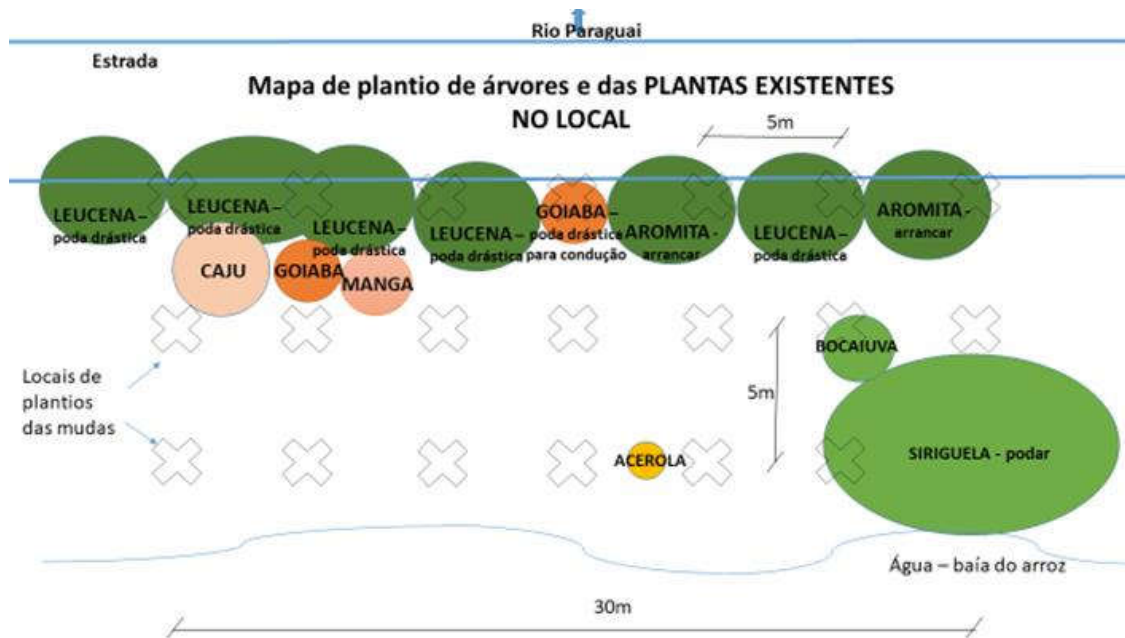 Rio Paraguai
Estrada
Mapa de plantio de árvores e das PLANTAS EXISTENTES
NO LOCAL
5m
LEUCENA –
poda drástica
LEUCENA –
poda drástica
LEUCENA –
poda drástica
LEUCENA –
poda drástica
GOIABA –
poda drástica
para condução
AROMITA -
arrancar
LEUCENA –
poda drástica
AROMITA -
arrancar
CAJU
GOIABA
MANGA
BOCAIUVA
Locais de
plantios
das mudas
5m
ACEROLA
SIRIGUELA - podar
Água – baía do arroz
30m